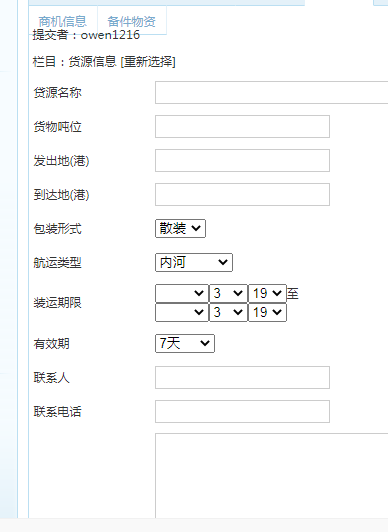 商机信息 备件物资
提交者：owen1216
栏目：货源信息 [重新选择]
货源名称
货物吨位
发出地(港)
到达地(港)
包装形式 散装
航运类型 内河
装运期限 3 19 至
3 19
有效期 7天
联系人
联系电话